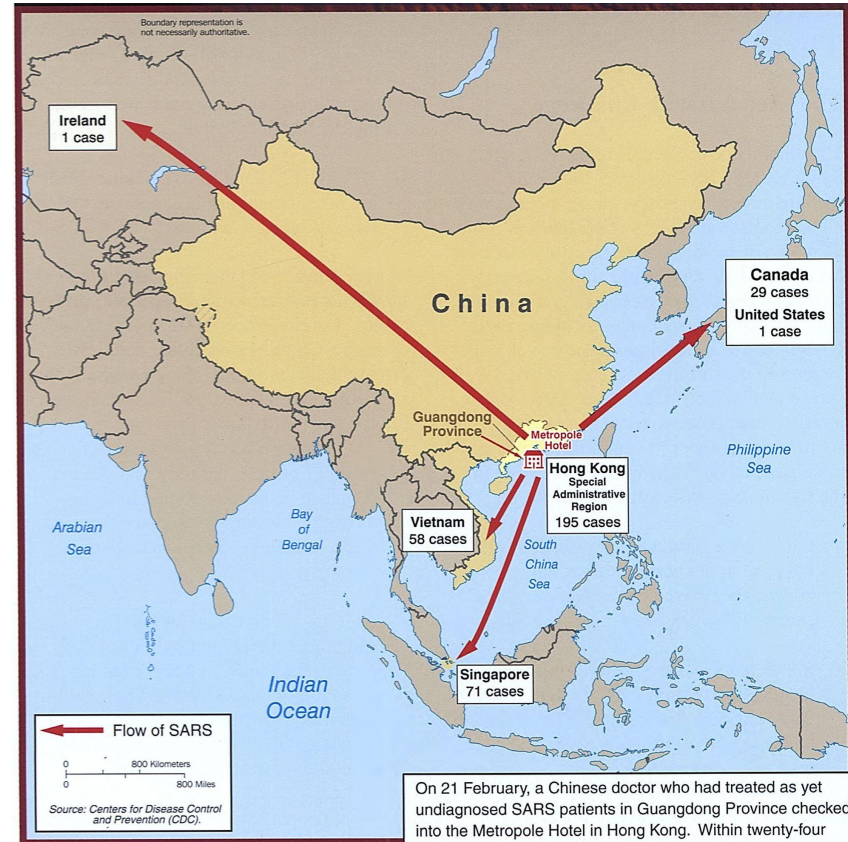 Boundary representation is
not necessarily authoritative.
Ireland
1 case
China
Canada
29 cases
United States
1 case
Guangdong
Province
Metropole
Hotel
Hong Kong
Special
Administrative
Region
195 cases
Philippine
Sea
Vietnam
58 cases
Arabian
Sea
Bay
of
Bengal
South
China
Sea
Singapore
71 cases
Indian
Ocean
Flow of SARS
0 800 Kilometers
0 800 Miles
Source: Centers for Disease Control
and Prevention (CDC).
On 21 February, a Chinese doctor who had treated as yet
undiagnosed SARS patients in Guangdong Province checked
into the Metropole Hotel in Hong Kong. Within twenty-four